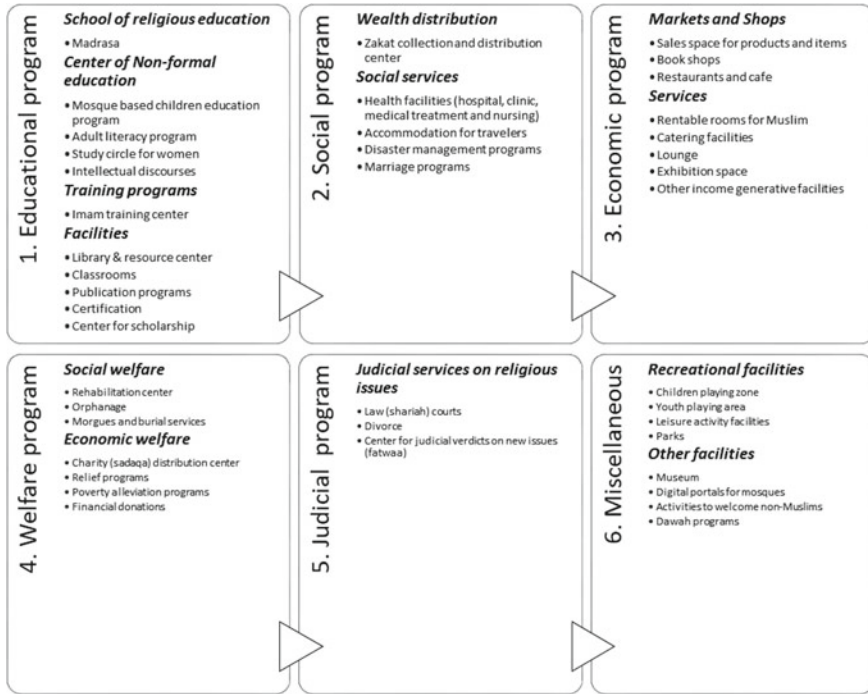 1. Educational program
School of religious education
• Madrasa
Center of Non-formal
education
• Mosque based children education
program
• Adult literacy program
• Study circle for women
• Intellectual discourses
Training programs
• Imam training center
Facilities
• Library & resource center
• Classrooms
• Publication programs
• Certification
• Center for scholarship
2. Social program
Wealth distribution
• Zakat collection and distribution
center
Social services
• Health facilities (hospital, clinic,
medical treatment and nursing)
• Accommodation for travelers
• Disaster management programs
• Marriage programs
3. Economic program
Markets and Shops
• Sales space for products and items
• Book shops
• Restaurants and cafe
Services
• Rentable rooms for Muslim
• Catering facilities
• Lounge
• Exhibition space
• Other income generative facilities
4. Welfare program
Social welfare
• Rehabilitation center
• Orphanage
• Morgues and burial services
Economic welfare
• Charity (sadaqa) distribution center
• Relief programs
• Poverty alleviation programs
• Financial donations
5. Judicial program
Judicial services on religious
issues
• Law (shariah) courts
• Divorce
• Center for judicial verdicts on new issues
(fatwaa)
6. Miscellaneous
Recreational facilities
• Children playing zone
• Youth playing area
• Leisure activity facilities
• Parks
Other facilities
• Museum
• Digital portals for mosques
• Activities to welcome non-Muslims
• Dawah programs